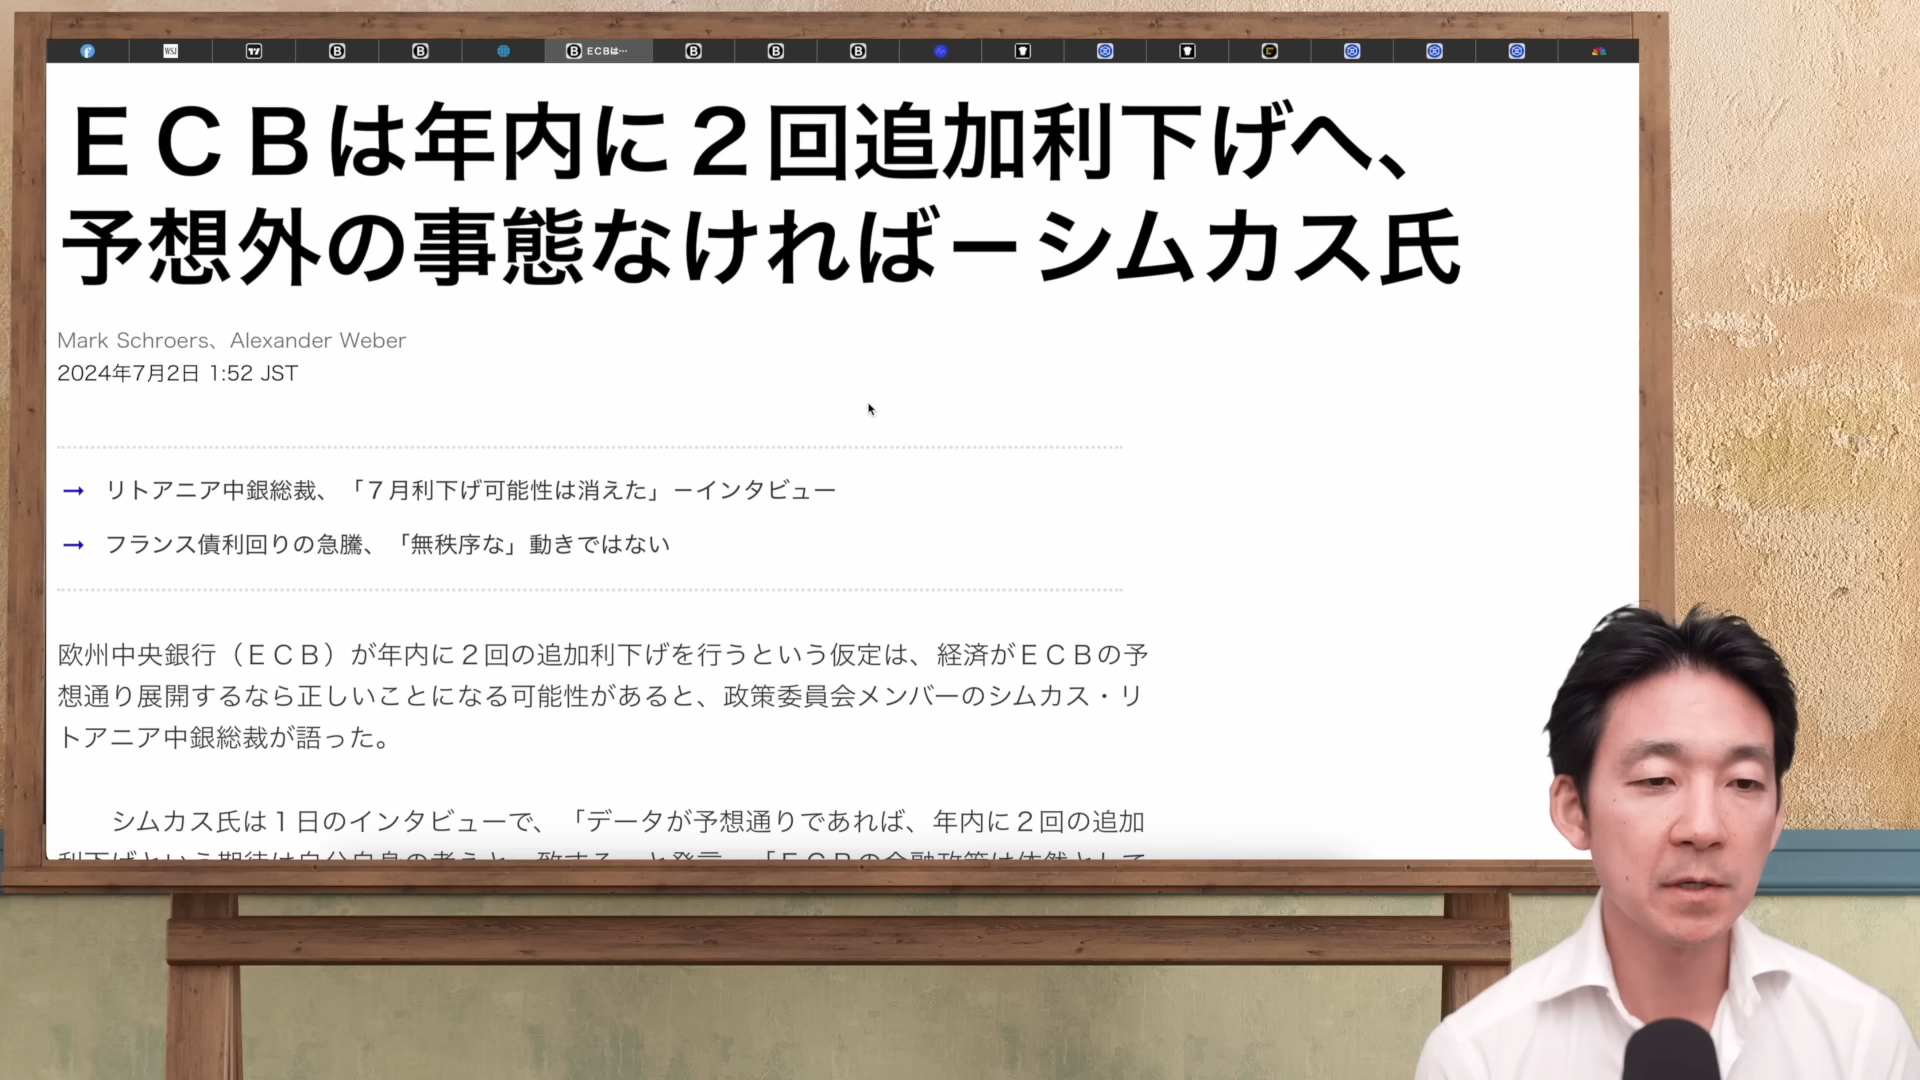 WSJ
ECBは…
ＥＣＢは年内に２回追加利下げへ、
予想外の事態なければ－シムカス氏
Mark Schroers、Alexander Weber
2024年7月2日 1:52 JST
→ リトアニア中銀総裁、「７月利下げ可能性は消えた」－インタビュー
→ フランス債利回りの急騰、「無秩序な」動きではない
欧州中央銀行（ＥＣＢ）が年内に２回の追加利下げを行うという仮定は、経済がＥＣＢの予
想通り展開するなら正しいことになる可能性があると、政策委員会メンバーのシムカス・リ
トアニア中銀総裁が語った。
シムカス氏は１日のインタビューで、「データが予想通りであれば、年内に２回の追加